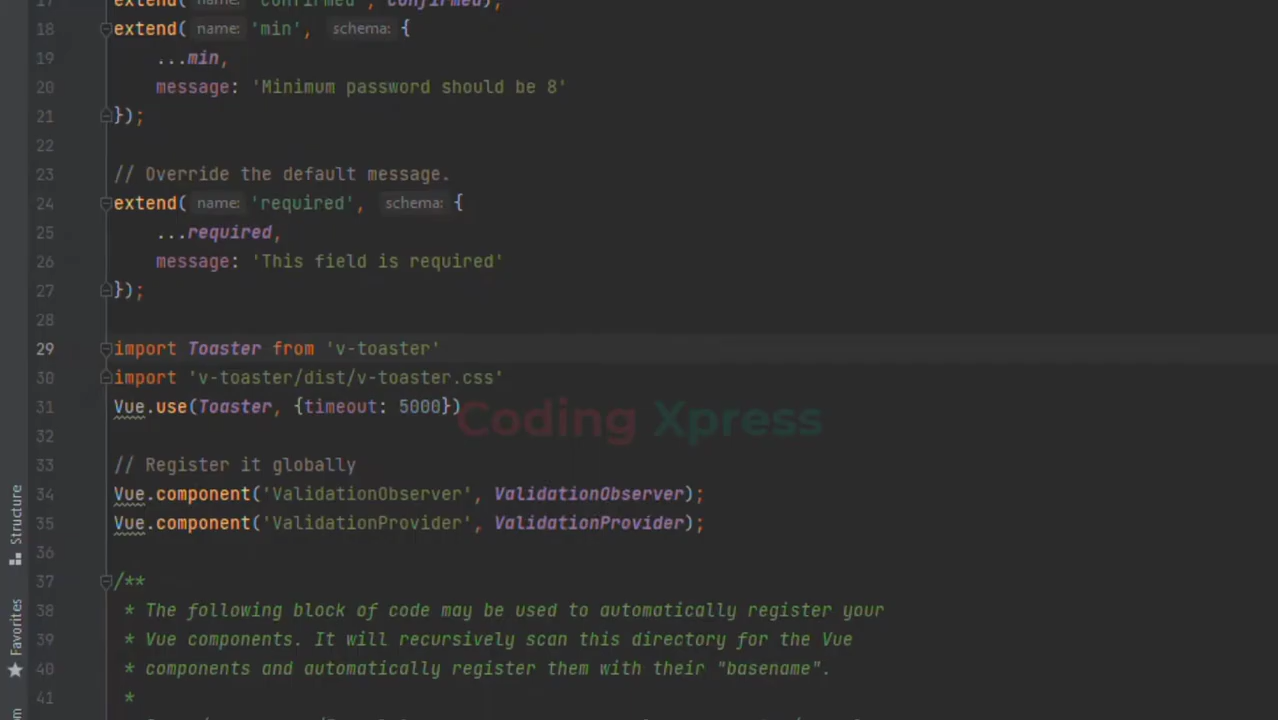 17 extend( name: 'confirmed', confirmed);
18 extend( name: 'min', schema: {
19 ...min,
20 message: 'Minimum password should be 8'
21 });
22
23 // Override the default message.
24 extend( name: 'required', schema: {
25 ...required,
26 message: 'This field is required'
27 });
28
29 import Toaster from 'v-toaster'
30 import 'v-toaster/dist/v-toaster.css'
31 Vue.use(Toaster, {timeout: 5000})
Coding Xpress
32
33 // Register it globally
34 Vue.component('ValidationObserver', ValidationObserver);
35 Vue.component('ValidationProvider', ValidationProvider);
36
37 /**
38 * The following block of code may be used to automatically register your
39 * Vue components. It will recursively scan this directory for the Vue
40 * components and automatically register them with their "basename".
41 *
Structure
Favorites